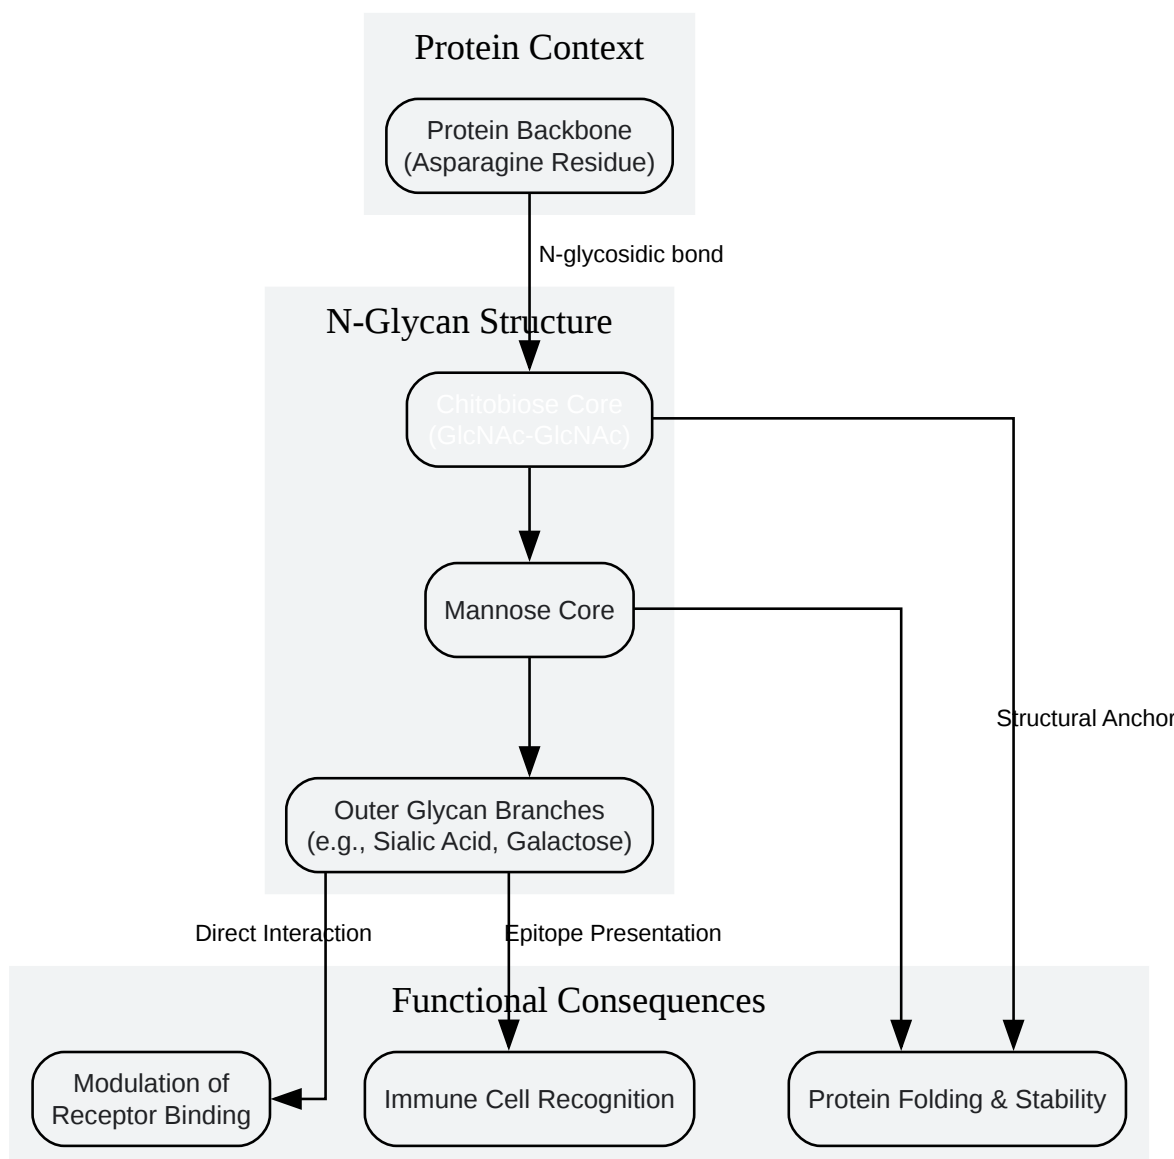 Protein Context
Protein Backbone
(Asparagine Residue)
N-glycosidic bond
N-Glycan Structure
Chitobiose Core
(GlcNAc-GlcNAc)
Mannose Core
Structural Anchor
Outer Glycan Branches
(e.g., Sialic Acid, Galactose)
Direct Interaction
Epitope Presentation
Functional Consequences
Modulation of
Receptor Binding
Immune Cell Recognition
Protein Folding & Stability